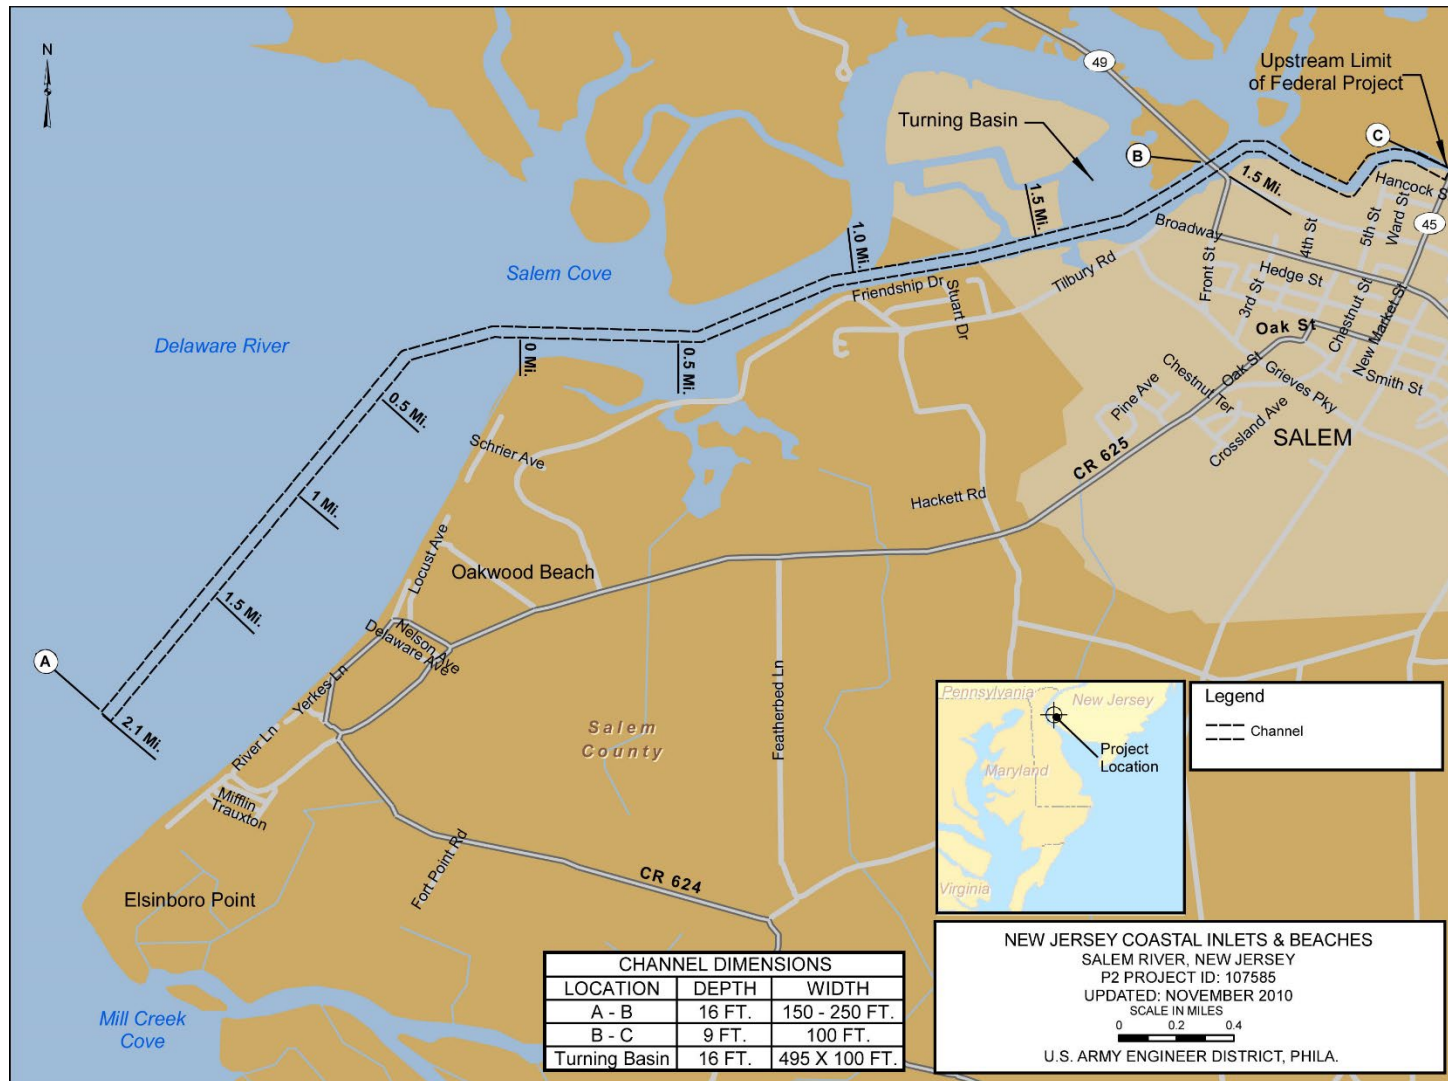 N
49
Upstream Limit
of Federal Project
Turning Basin
C
B
1.5 Mi.
1.5 Mi.
Hancock S
5th St
Ward St
45
4th St
Broadway
1.0 Mi.
Salem Cove
Front St
Hedge St
Tilbury Rd
Friendship Dr
Stuart Dr
3rd St
Chestnut St
New Market St
Oak St
Delaware River
0 Mi.
0.5 Mi.
Oak St
Smith St
Chestnut Ter
Grieves Pky
Pine Ave
0.5 Mi.
Crossland Ave
SALEM
Schrier Ave
CR 625
1 Mi.
Hackett Rd
Locust Ave
Oakwood Beach
1.5 Mi.
Nelson Ave
Delaware Ave
A
Yerkes Ln
Featherbed Ln
2.1 Mi.
River Ln
Salem
County
Mifflin
Trauxton
Fort Point Rd
CR 624
Elsinboro Point
Mill Creek
Cove
Pennsylvania
New Jersey
Project
Location
Maryland
Virginia
Legend
Channel
CHANNEL DIMENSIONS
LOCATION DEPTH WIDTH
A - B 16 FT. 150 - 250 FT.
B - C 9 FT. 100 FT.
Turning Basin 16 FT. 495 X 100 FT.
NEW JERSEY COASTAL INLETS & BEACHES
SALEM RIVER, NEW JERSEY
P2 PROJECT ID: 107585
UPDATED: NOVEMBER 2010
SCALE IN MILES
0 0.2 0.4
U.S. ARMY ENGINEER DISTRICT, PHILA.